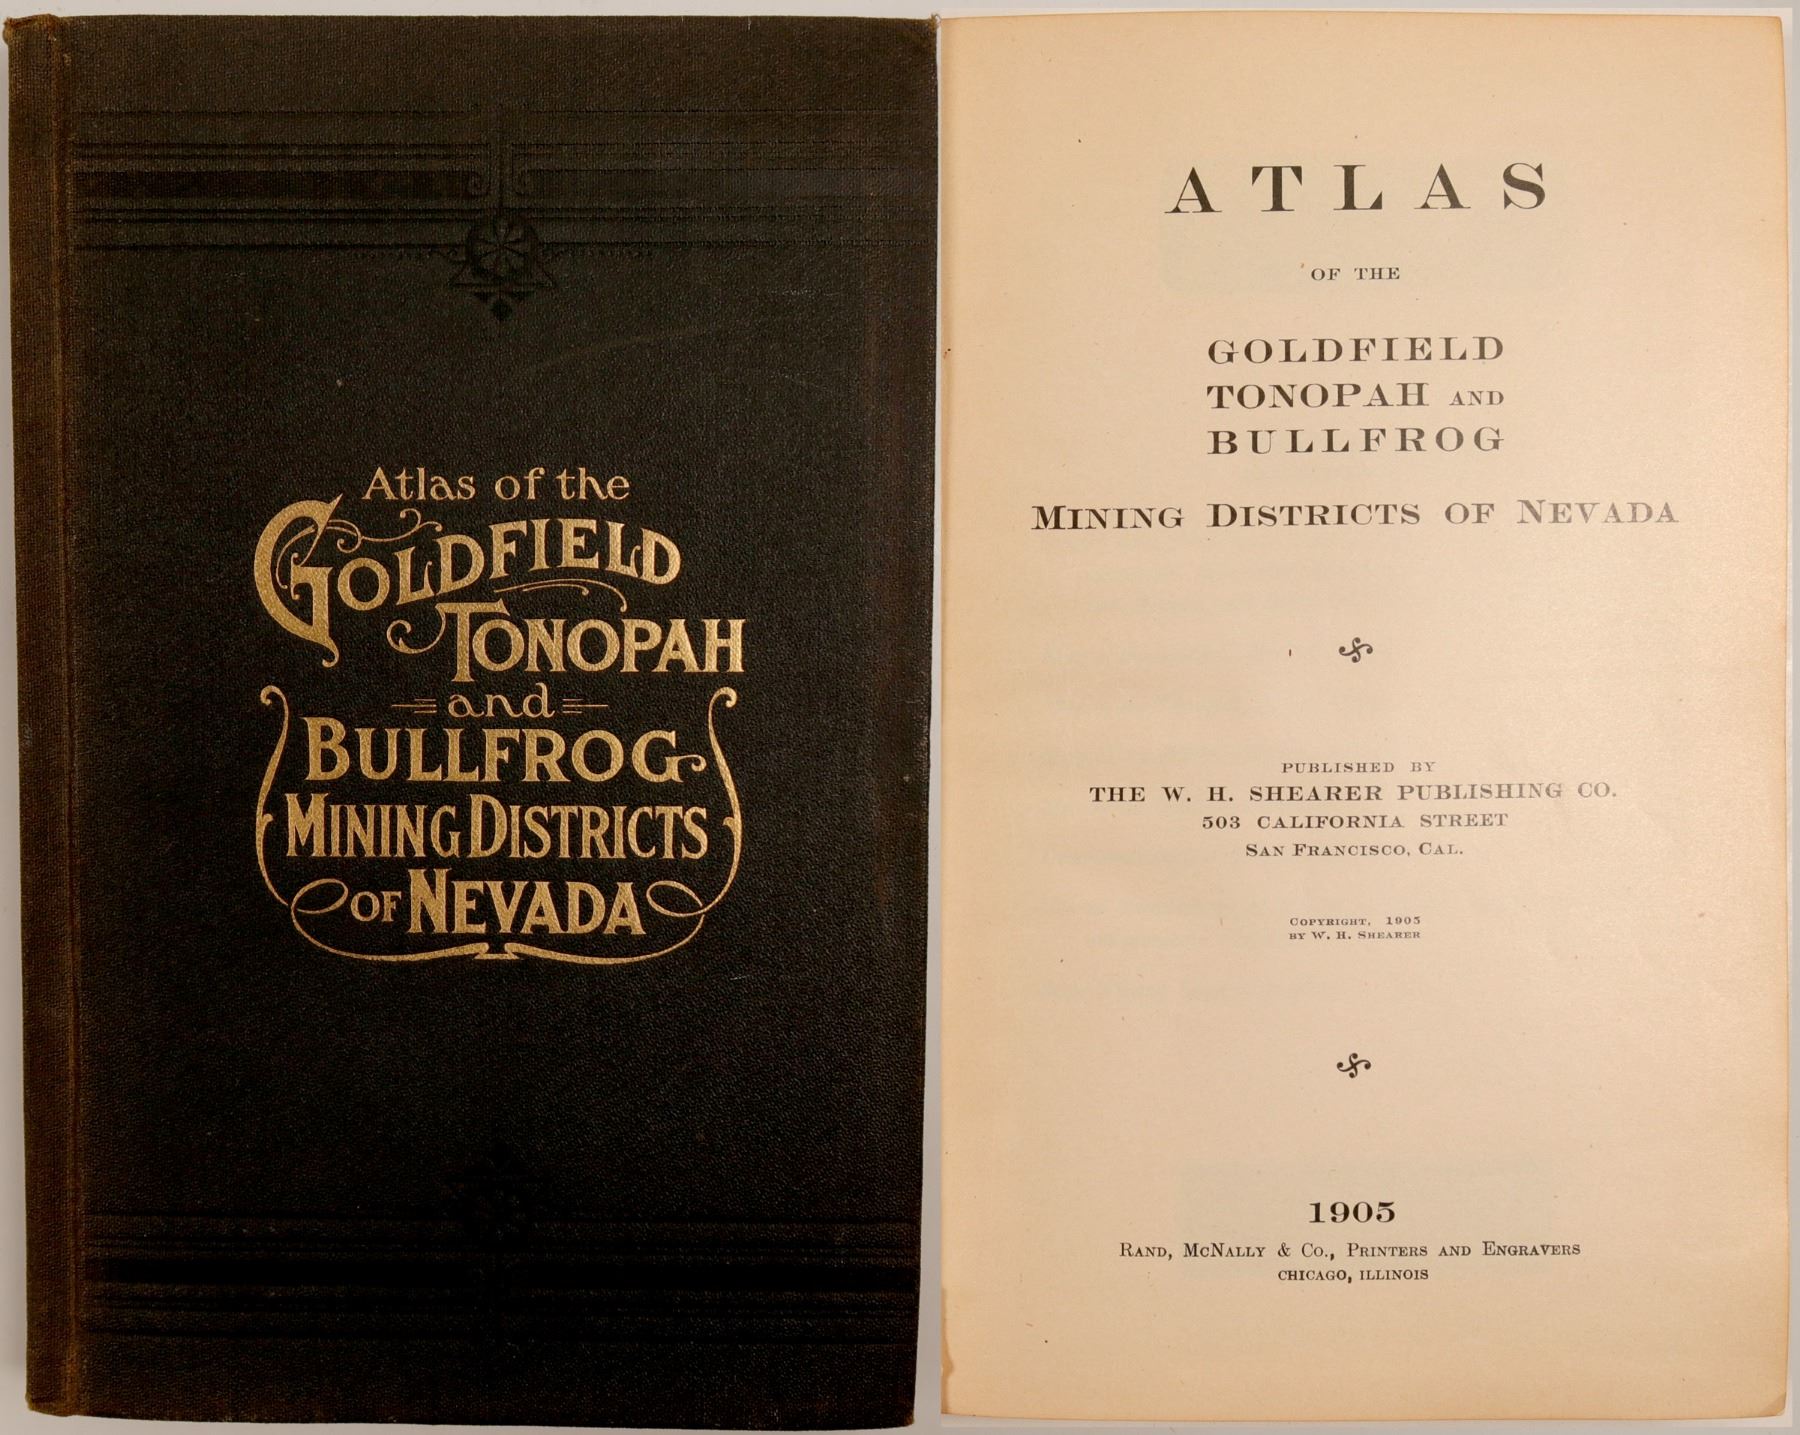 Atlas of the
GOLDFIELD
TONOPAH
and
BULLFROG
MINING DISTRICTS
OF NEVADA
ATLAS
OF THE
GOLDFIELD
TONOPAH AND
BULLFROG
MINING DISTRICTS OF NEVADA
PUBLISHED BY
THE W. H. SHEARER PUBLISHING CO.
503 CALIFORNIA STREET
SAN FRANCISCO, CAL.
COPYRIGHT, 1905
BY W. H. SHEARER
1905
RAND, MCNALLY & CO., PRINTERS AND ENGRAVERS
CHICAGO, ILLINOIS